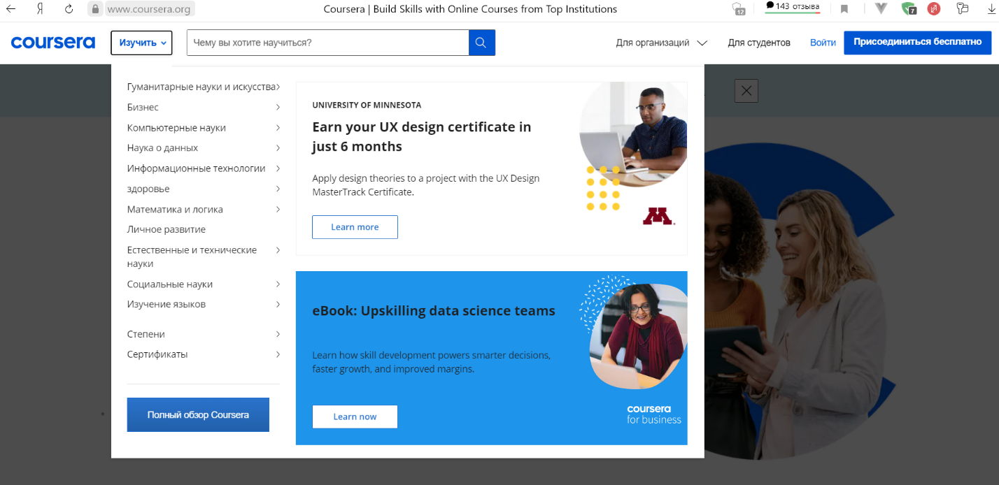 Я
www.coursera.org
Coursera | Build Skills with Online Courses from Top Institutions
12
143 отзыва
7
coursera
Изучить
Чему вы хотите научиться?
Для организаций
Для студентов
Войти
Присоединиться бесплатно
Гуманитарные науки и искусства
Бизнес
Компьютерные науки
Наука о данных
Информационные технологии
здоровье
Математика и логика
Личное развитие
Естественные и технические
науки
Социальные науки
Изучение языков
Степени
Сертификаты
Полный обзор Coursera
UNIVERSITY OF MINNESOTA
Earn your UX design certificate in
just 6 months
Apply design theories to a project with the UX Design
MasterTrack Certificate.
Learn more
M
eBook: Upskilling data science teams
Learn how skill development powers smarter decisions,
faster growth, and improved margins.
Learn now
coursera
for business